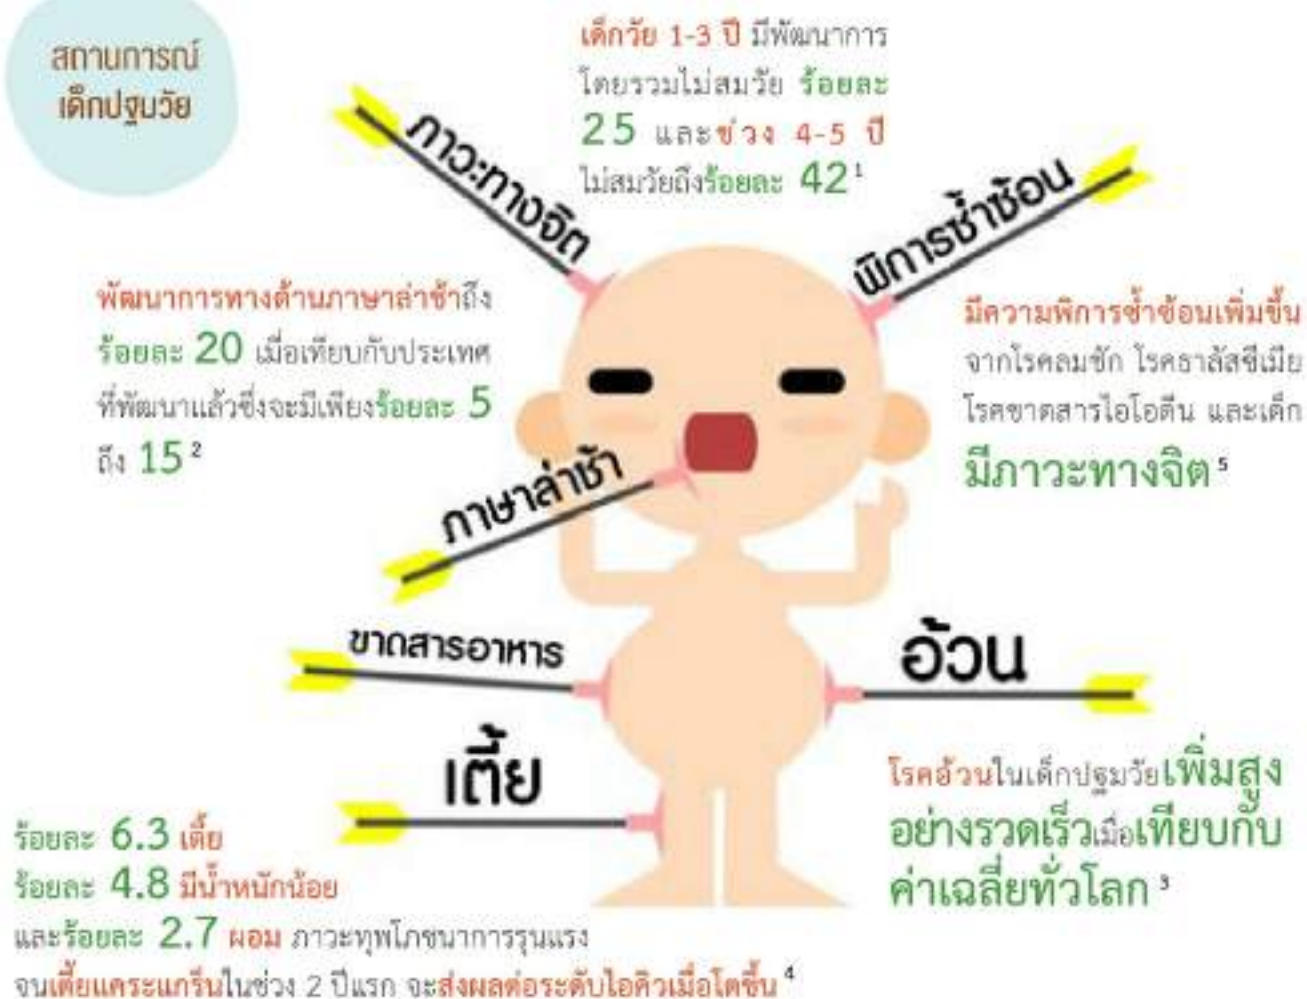 สถานการณ์
เด็กปฐมวัย
เด็กวัย 1-3 ปี มีพัฒนาการ
โดยรวมไม่สมวัย ร้อยละ
25 และช่วง 4-5 ปี
ไม่สมวัยถึงร้อยละ 42 1
ภาวะทางจิต
พิการซ้ำซ้อน
พัฒนาการทางด้านภาษาล่าช้าถึง
ร้อยละ 20 เมื่อเทียบกับประเทศ
ที่พัฒนาแล้วซึ่งจะมีเพียงร้อยละ 5
ถึง 15 2
มีความพิการซ้ำซ้อนเพิ่มขึ้น
จากโรคลมชัก โรคธาลัสซีเมีย
โรคขาดสารไอโอดีน และเด็ก
มีภาวะทางจิต 5
ภาษาล่าช้า
ขาดสารอาหาร
อ้วน
เตี้ย
โรคอ้วนในเด็กปฐมวัยเพิ่มสูง
อย่างรวดเร็วเมื่อเทียบกับ
ค่าเฉลี่ยทั่วโลก 3
ร้อยละ 6.3 เตี้ย
ร้อยละ 4.8 มีน้ำหนักน้อย
และร้อยละ 2.7 ผอม ภาวะทุพโภชนาการรุนแรง
จนเตี้ยแคระแกร็นในช่วง 2 ปีแรก จะส่งผลต่อระดับไอคิวเมื่อโตขึ้น 4